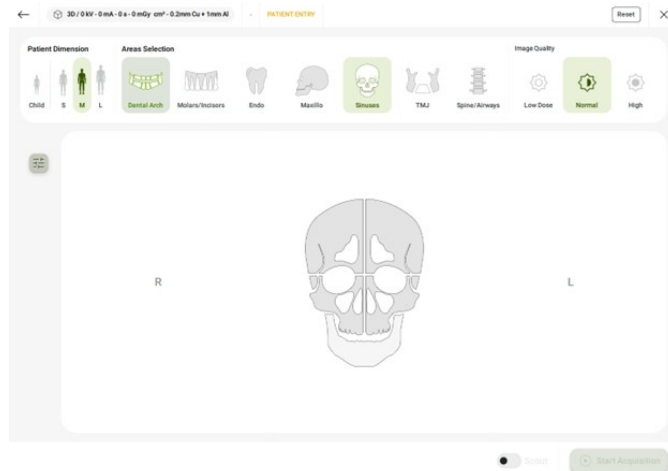 3D / 0 kV - 0 mA - 0 s - 0 mGy cm² - 0.2mm Cu + 1mm Al
-
PATIENT ENTRY
Reset
Patient Dimension
Areas Selection
Image Quality
Child
S
M
L
Dental Arch
Molars/Incisors
Endo
Maxillo
Sinuses
TMJ
Spine/Airways
Low Dose
Normal
High
R
L
Scout
Start Acquisition